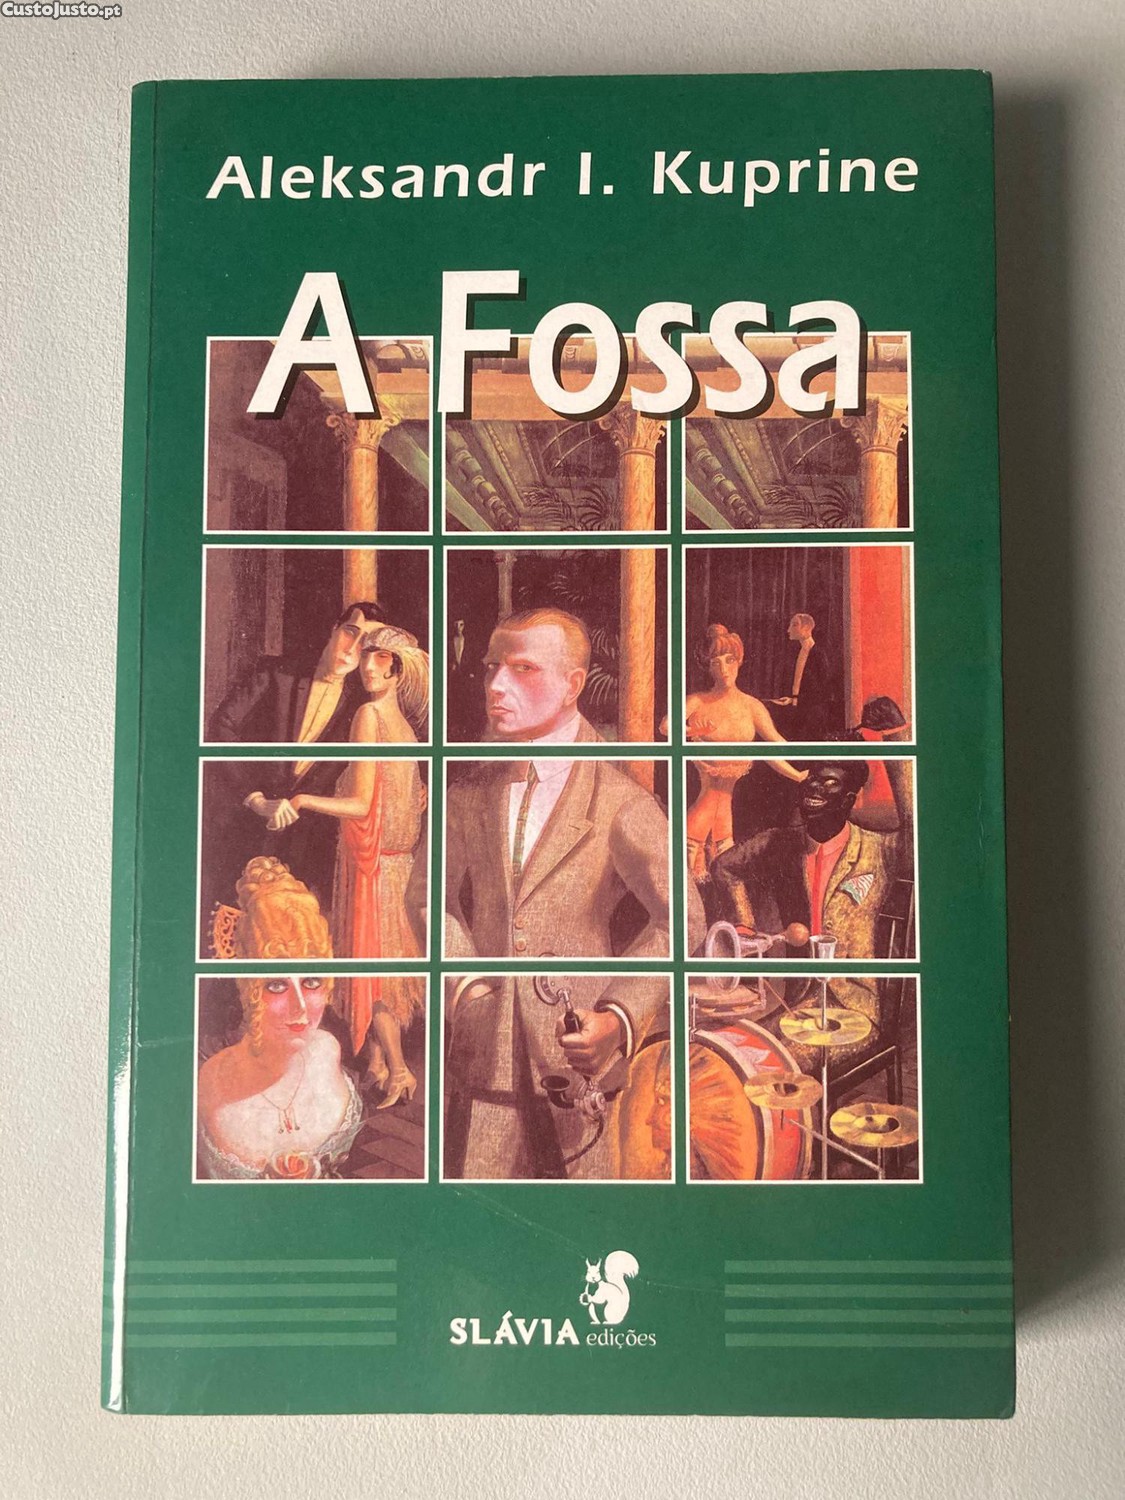 CustoJusto.pt
Aleksandr I. Kuprine
A Fossa
SLÁVIA edições